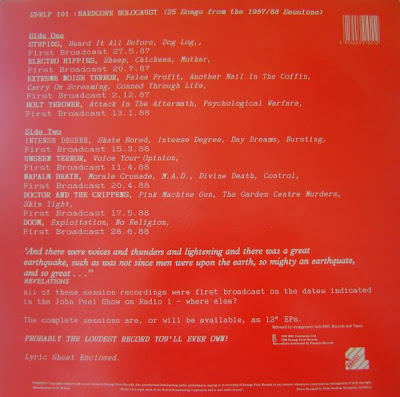 SFRLP 101 : HARDCORE HOLOCAUST (25 Songs from the 1987/88 Sessions)
Side One
STUPIDS, Heard It All Before, Dog Log,,
First Broadcast 27.5.87
ELECTRO HIPPIES, Sheep, Chickens, Mother,
First Broadcast 20.7.87
EXTREME NOISE TERROR, False Profit, Another Nail In The Coffin,
Carry On Screaming, Conned Through Life,
First Broadcast 2.12.87
BOLT THROWER, Attack In The Aftermath, Psychological Warfare,
First Broadcast 13.1.88
Side Two
INTENSE DEGREE, Skate Bored, Intense Degree, Day Dreams, Bursting,
First Broadcast 15.3.88
UNSEEN TERROR, Voice Your Opinion,
First Broadcast 11.4.88
NAPALM DEATH, Morale Crusade, M.A.D., Divine Death, Control,
First Broadcast 20.4.88
DOCTOR AND THE CRIPPENS, Pink Machine Gun, The Garden Centre Murders,
Skin Tight,
First Broadcast 17.5.88
DOOM, Exploitation, No Religion,
First Broadcast 28.6.88
'And there were voices and thunders and lightening and there was a great
earthquake, such as was not since men were upon the earth, so mighty an earthquate,
and so great . . ."
REVELATIONS
All of these session recordings were first broadcast on the dates indicated
in the John Peel Show on Radio 1 - where else?
The complete sessions are, or will be available, as 12" EPs.
Released by arrangement with BBC Records and Tapes
PROBABLY THE LOUDEST RECORD YOU'LL EVER OWN!
Lyric Sheet Enclosed.